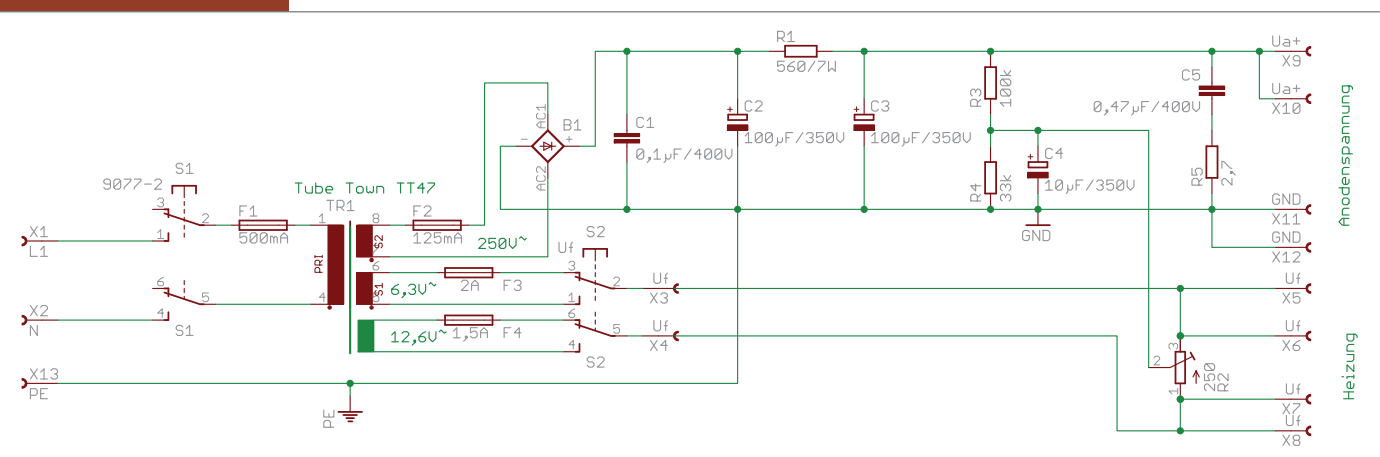 R1
560/7W
Ua+
X9
Ua+
X10
C5
0,47µF/400V
R3
100k
AC1
B1
-
+
AC2
C1
0,1µF/400V
+
C2
100µF/350V
+
C3
100µF/350V
R4
33k
+
C4
10µF/350V
R5
2,7
Anodenspannung
S1
9077-2
3
2
1
X1
L1
F1
500mA
Tube Town TT47
TR1
1
8
F2
125mA
S2
7
250V~
GND
GND
X11
GND
X12
PRI
Uf
S2
6
2A
F3
3
2
1
Uf
X3
Uf
X5
6
5
4
S1
4
S1
5
6,3V~
X2
N
12,6V~
1,5A
F4
6
5
4
S2
Uf
X4
Uf
X6
3
2
1
250
R2
Heizung
X13
PE
PE
Uf
X7
Uf
X8